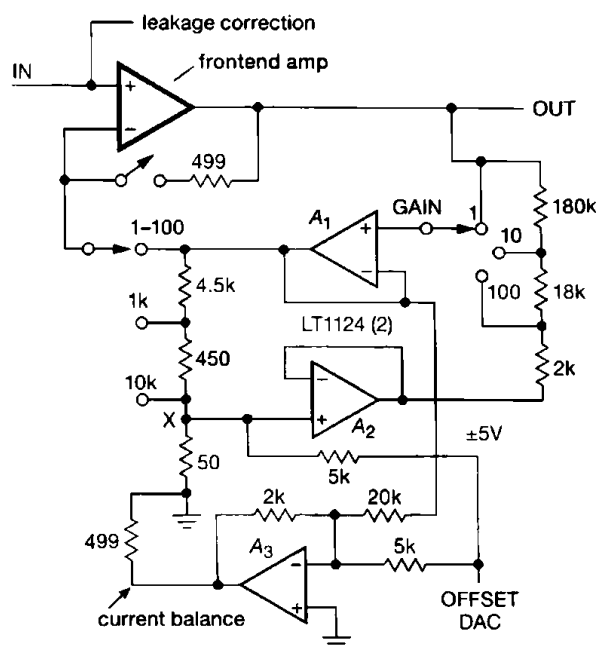 leakage correction
IN
frontend amp
+
−
OUT
499
GAIN
1
180k
A1
+
−
10
1–100
100
18k
4.5k
1k
LT1124 (2)
2k
450
−
10k
+
A2
X
±5V
50
5k
2k
20k
499
A3
−
5k
+
OFFSET
DAC
current balance